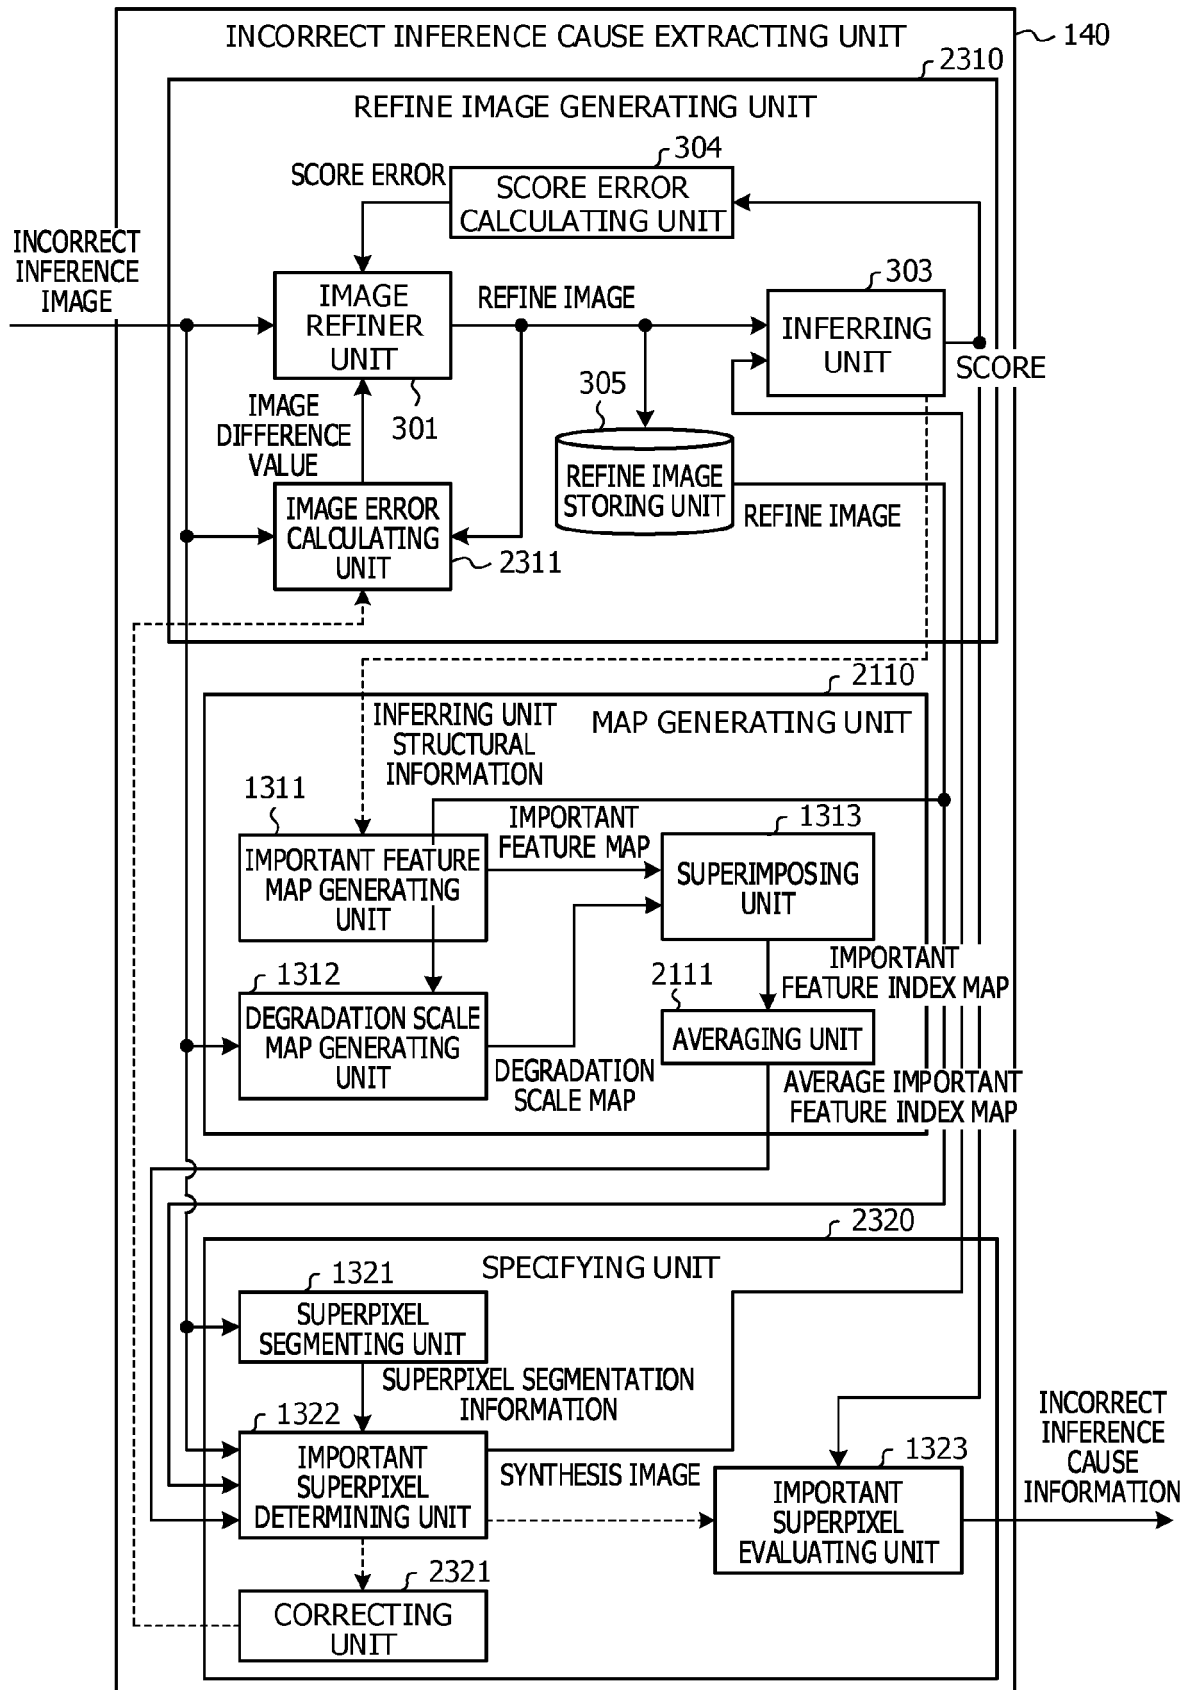 INCORRECT INFERENCE CAUSE EXTRACTING UNIT
140
2310
REFINE IMAGE GENERATING UNIT
304
SCORE ERROR
SCORE ERROR
CALCULATING UNIT
INCORRECT
INFERENCE
IMAGE
IMAGE
REFINER
UNIT
301
REFINE IMAGE
303
INFERRING
UNIT
SCORE
305
REFINE IMAGE
STORING UNIT
REFINE IMAGE
IMAGE
DIFFERENCE
VALUE
IMAGE ERROR
CALCULATING
UNIT
2311
2110
MAP GENERATING UNIT
INFERRING UNIT
STRUCTURAL
INFORMATION
1311
IMPORTANT FEATURE
MAP GENERATING
UNIT
IMPORTANT
FEATURE MAP
1313
SUPERIMPOSING
UNIT
1312
DEGRADATION SCALE
MAP GENERATING
UNIT
DEGRADATION
SCALE MAP
IMPORTANT
FEATURE INDEX MAP
2111
AVERAGING UNIT
AVERAGE IMPORTANT
FEATURE INDEX MAP
2320
SPECIFYING UNIT
1321
SUPERPIXEL
SEGMENTING UNIT
SUPERPIXEL SEGMENTATION
INFORMATION
1322
IMPORTANT
SUPERPIXEL
DETERMINING UNIT
SYNTHESIS IMAGE
1323
IMPORTANT
SUPERPIXEL
EVALUATING UNIT
INCORRECT
INFERENCE
CAUSE
INFORMATION
2321
CORRECTING
UNIT